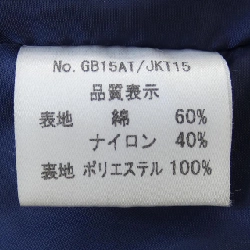 No. GB15AT/JKT15
品質表示
表地 綿 60%
ナイロン 40%
裏地 ポリエステル 100%